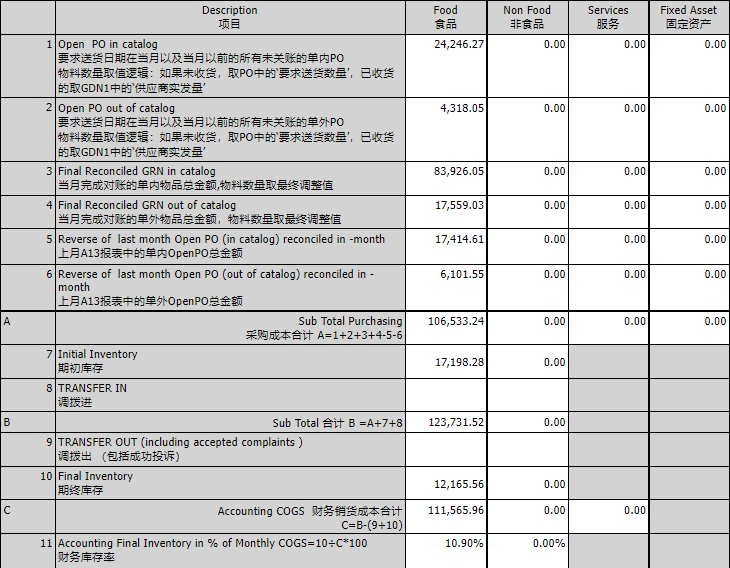 Description Food Non Food Services Fixed Asset
项目 食品 非食品 服务 固定资产
1 Open PO in catalog 24,246.27 0.00 0.00 0.00
要求送货日期在当月以及当月以前的所有未关账的单内PO
物料数量取值逻辑：如果未收货，取PO中的‘要求送货数量’，已收货
的取GDN1中的‘供应商实发量’
2 Open PO out of catalog 4,318.05 0.00 0.00 0.00
要求送货日期在当月以及当月以前的所有未关账的单外PO
物料数量取值逻辑：如果未收货，取PO中的‘要求送货数量’，已收货
的取GDN1中的‘供应商实发量’
3 Final Reconciled GRN in catalog 83,926.05 0.00 0.00 0.00
当月完成对账的单内物品总金额,物料数量取最终调整值
4 Final Reconciled GRN out of catalog 17,559.03 0.00 0.00 0.00
当月完成对账的单外物品总金额，物料数量取最终调整值
5 Reverse of last month Open PO (in catalog) reconciled in -month 17,414.61 0.00 0.00 0.00
上月A13报表中的单内OpenPO总金额
6 Reverse of last month Open PO (out of catalog) reconciled in - 6,101.55 0.00 0.00 0.00
month
上月A13报表中的单外OpenPO总金额
A Sub Total Purchasing 106,533.24 0.00 0.00 0.00
采购成本合计 A=1+2+3+4-5-6
7 Initial Inventory 17,198.28 0.00
期初库存
8 TRANSFER IN
调拨进
B Sub Total 合计 B =A+7+8 123,731.52 0.00
9 TRANSFER OUT (including accepted complaints )
调拨出 （包括成功投诉）
10 Final Inventory 12,165.56 0.00
期终库存
C Accounting COGS 财务销货成本合计 111,565.96 0.00 0.00
C=B-(9+10)
11 Accounting Final Inventory in % of Monthly COGS=10÷C*100 10.90% 0.00%
财务库存率